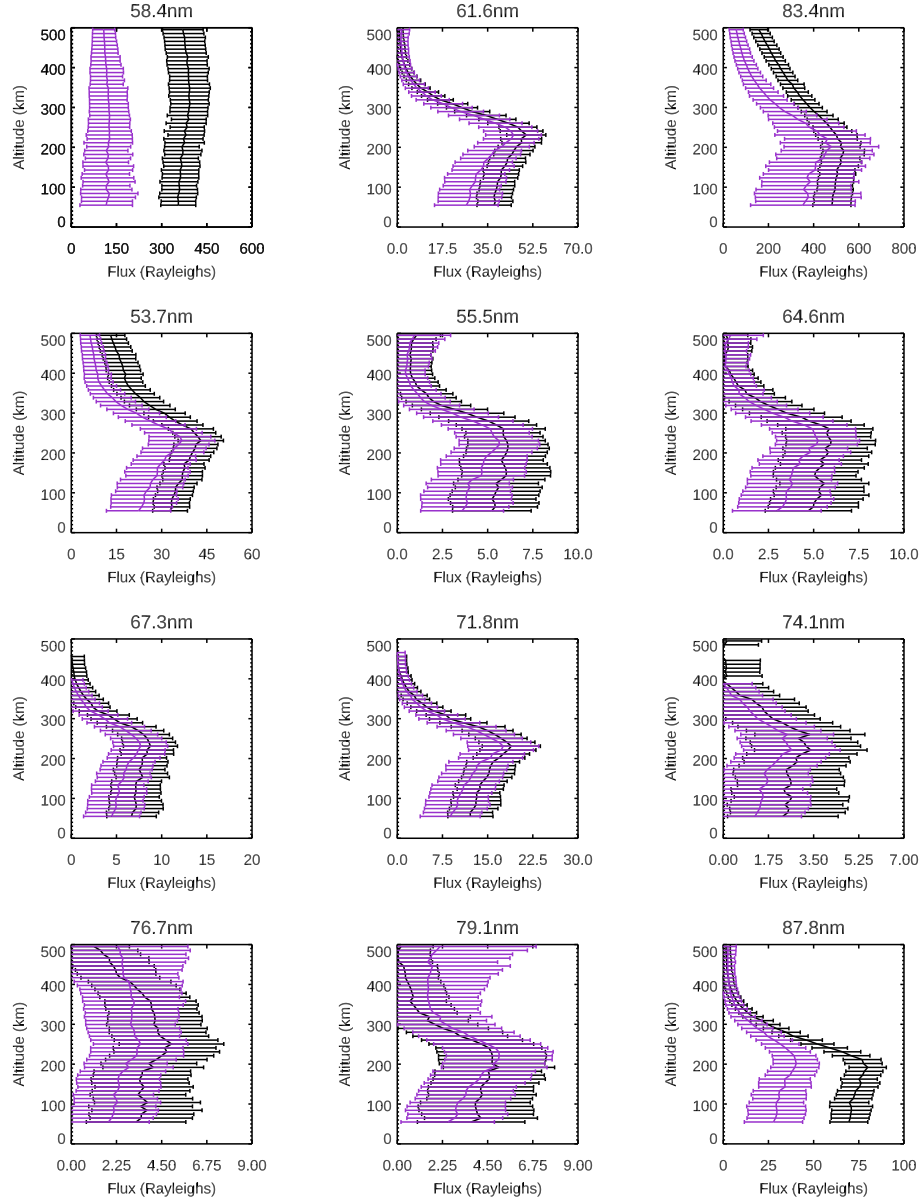 58.4nm 61.6nm 83.4nm
Altitude (km) 500 400 300 200 100 0 Altitude (km) 500 400 300 200 100 0 Altitude (km) 500 400 300 200 100 0
0 150 300 450 600 0.0 17.5 35.0 52.5 70.0 0 200 400 600 800
Flux (Rayleighs) Flux (Rayleighs) Flux (Rayleighs)
53.7nm 55.5nm 64.6nm
Altitude (km) 500 400 300 200 100 0 Altitude (km) 500 400 300 200 100 0 Altitude (km) 500 400 300 200 100 0
0 15 30 45 60 0.0 2.5 5.0 7.5 10.0 0.0 2.5 5.0 7.5 10.0
Flux (Rayleighs) Flux (Rayleighs) Flux (Rayleighs)
67.3nm 71.8nm 74.1nm
Altitude (km) 500 400 300 200 100 0 Altitude (km) 500 400 300 200 100 0 Altitude (km) 500 400 300 200 100 0
0 5 10 15 20 0.0 7.5 15.0 22.5 30.0 0.00 1.75 3.50 5.25 7.00
Flux (Rayleighs) Flux (Rayleighs) Flux (Rayleighs)
76.7nm 79.1nm 87.8nm
Altitude (km) 500 400 300 200 100 0 Altitude (km) 500 400 300 200 100 0 Altitude (km) 500 400 300 200 100 0
0.00 2.25 4.50 6.75 9.00 0.00 2.25 4.50 6.75 9.00 0 25 50 75 100
Flux (Rayleighs) Flux (Rayleighs) Flux (Rayleighs)